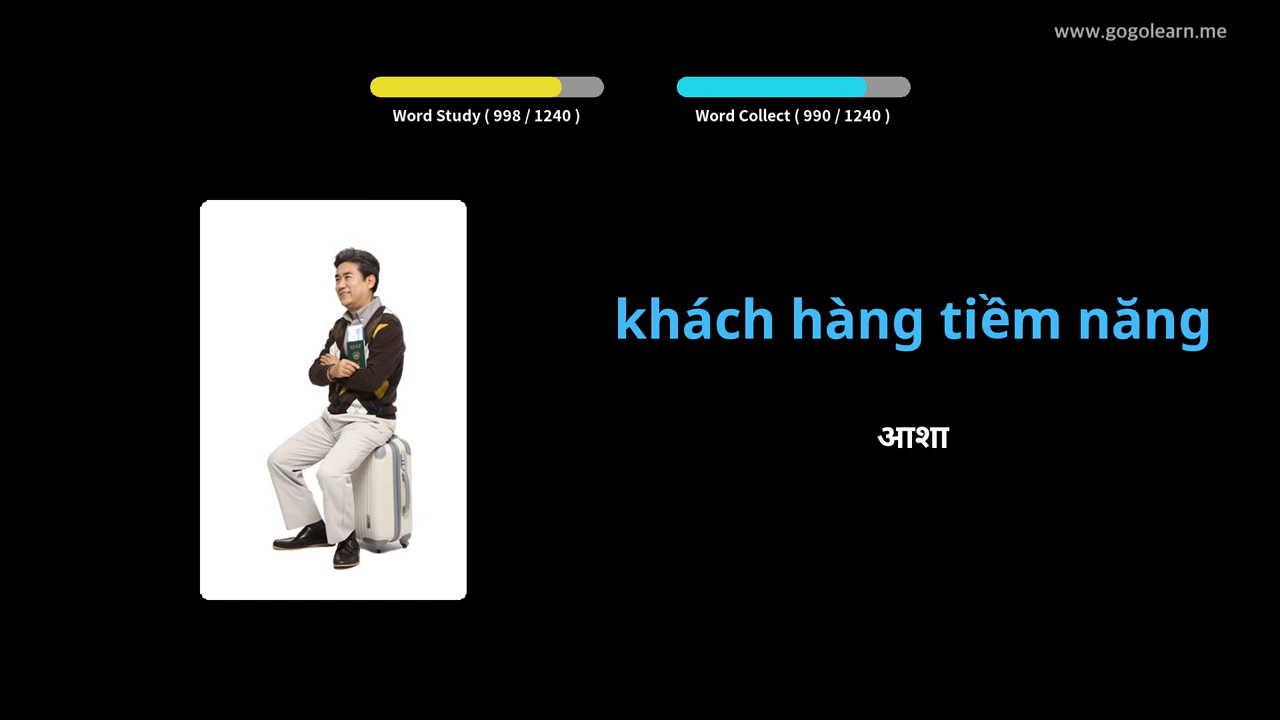 www.gogolearn.me
Word Study ( 998 / 1240 )
Word Collect ( 990 / 1240 )
khách hàng tiềm năng
आशा